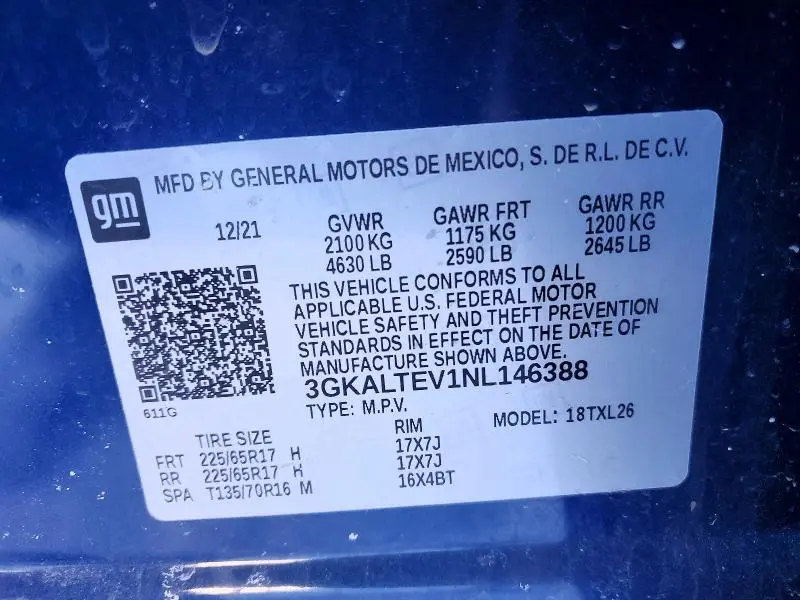 gm
MFD BY GENERAL MOTORS DE MEXICO, S. DE R.L. DE C.V.
12/21 GVWR GAWR FRT GAWR RR
2100 KG 1175 KG 1200 KG
4630 LB 2590 LB 2645 LB
THIS VEHICLE CONFORMS TO ALL
APPLICABLE U.S. FEDERAL MOTOR
VEHICLE SAFETY AND THEFT PREVENTION
STANDARDS IN EFFECT ON THE DATE OF
MANUFACTURE SHOWN ABOVE.
3GKALTEV1NL146388
611G
TYPE: M.P.V. MODEL: 18TXL26
TIRE SIZE RIM
FRT 225/65R17 H 17X7J
RR 225/65R17 H 17X7J
SPA T135/70R16 M 16X4BT